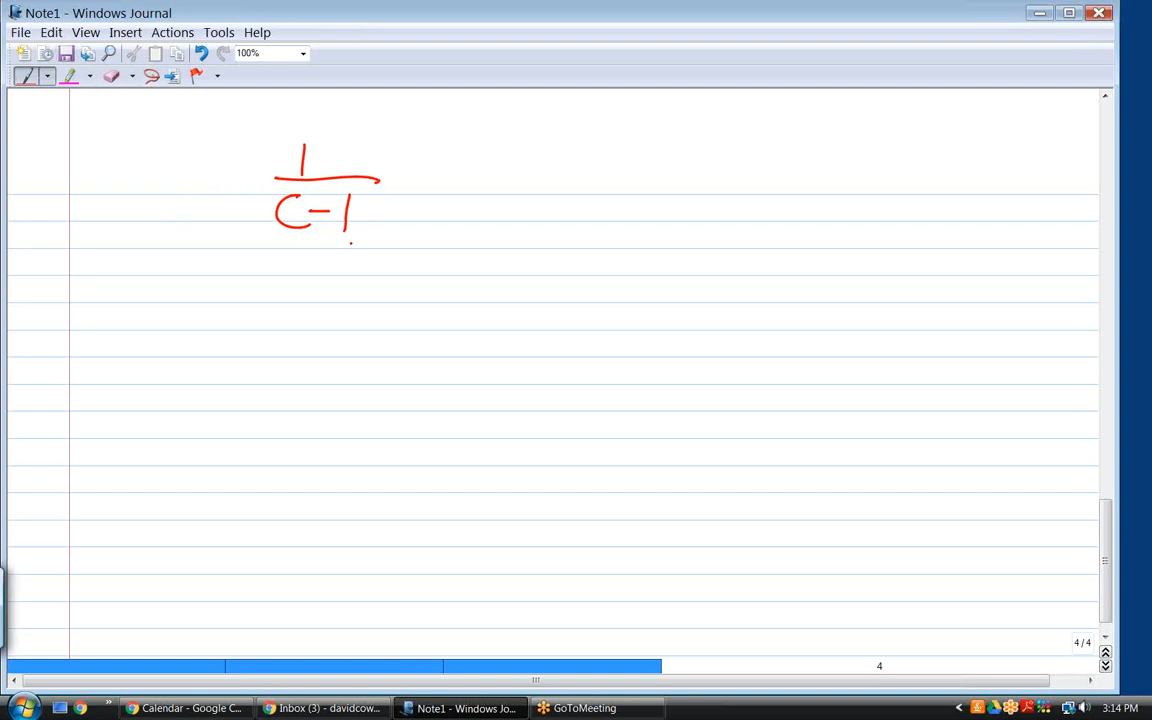 Note1 - Windows Journal
File Edit View Insert Actions Tools Help
100%
1
C-1
4/4
4
Calendar - Google C... Inbox (3) - davidcow... Note1 - Windows Jo... GoToMeeting 3:14 PM